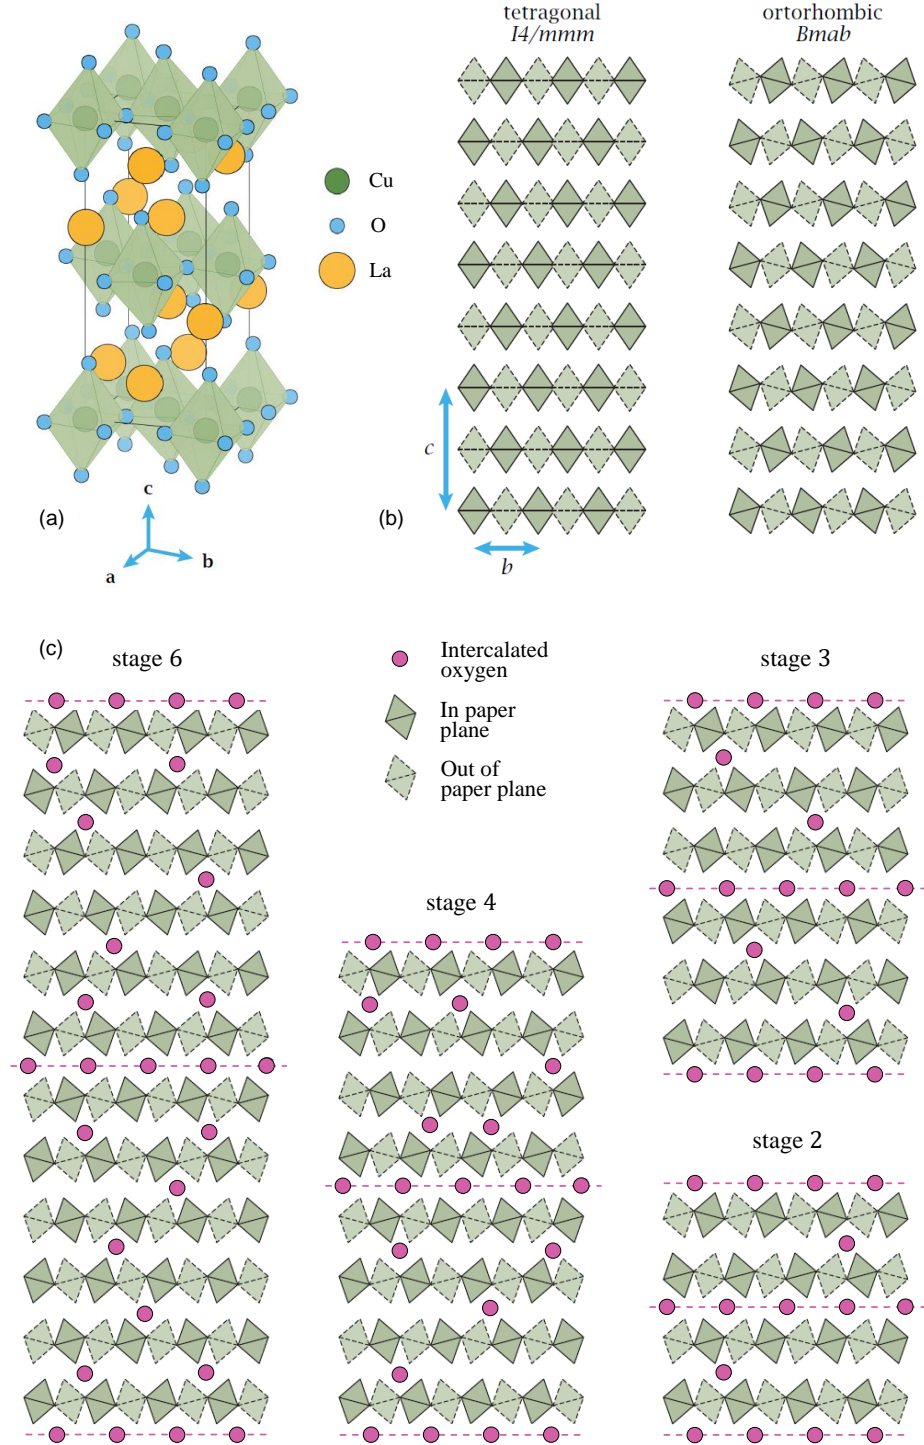 tetragonal
I4/mmm
ortorhombic
Bmab
Cu
O
La
c
b
(a)
c
b
a
(b)
(c)
stage 6
Intercalated
oxygen
In paper
plane
Out of
paper plane
stage 3
stage 4
stage 2